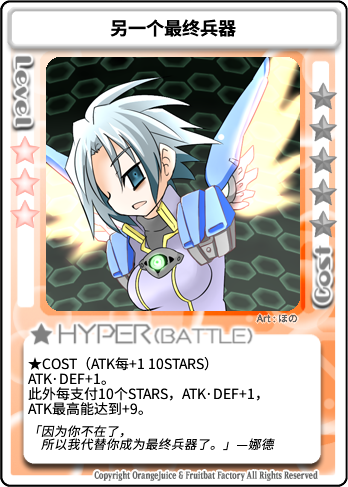 另一个最终兵器
Level
Cost
Art : ほの
HYPER(BATTLE)
★COST（ATK每+1 10STARS）
ATK·DEF+1。
此外每支付10个STARS，ATK·DEF+1，
ATK最高能达到+9。
「因为你不在了，
所以我代替你成为最终兵器了。」—娜德
Copyright OrangeJuice & Fruitbat Factory All Rights Reserved